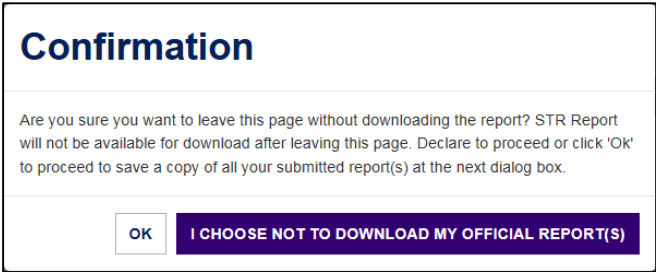 Confirmation
Are you sure you want to leave this page without downloading the report? STR Report
will not be available for download after leaving this page. Declare to proceed or click 'Ok'
to proceed to save a copy of all your submitted report(s) at the next dialog box.
OK
I CHOOSE NOT TO DOWNLOAD MY OFFICIAL REPORT(S)